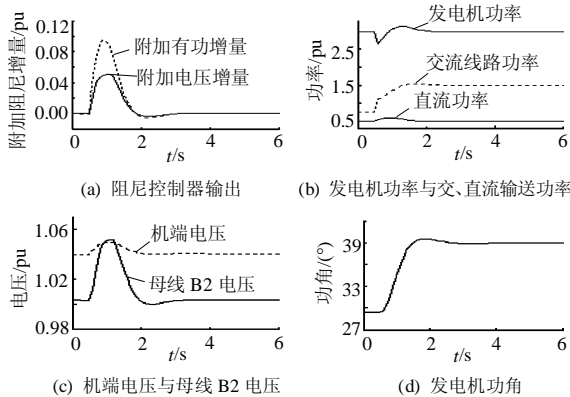 附加阻尼增量/pu
0.12
0.08
0.04
0.00
附加有功增量
附加电压增量
0 2 4 6
t/s
(a) 阻尼控制器输出
功率/pu
2.5
1.5
0.5
发电机功率
交流线路功率
直流功率
0 2 4 6
t/s
(b) 发电机功率与交、直流输送功率
电压/pu
1.06
1.02
0.98
机端电压
母线 B2 电压
0 2 4 6
t/s
(c) 机端电压与母线 B2 电压
功角/(°)
39
33
27
0 2 4 6
t/s
(d) 发电机功角